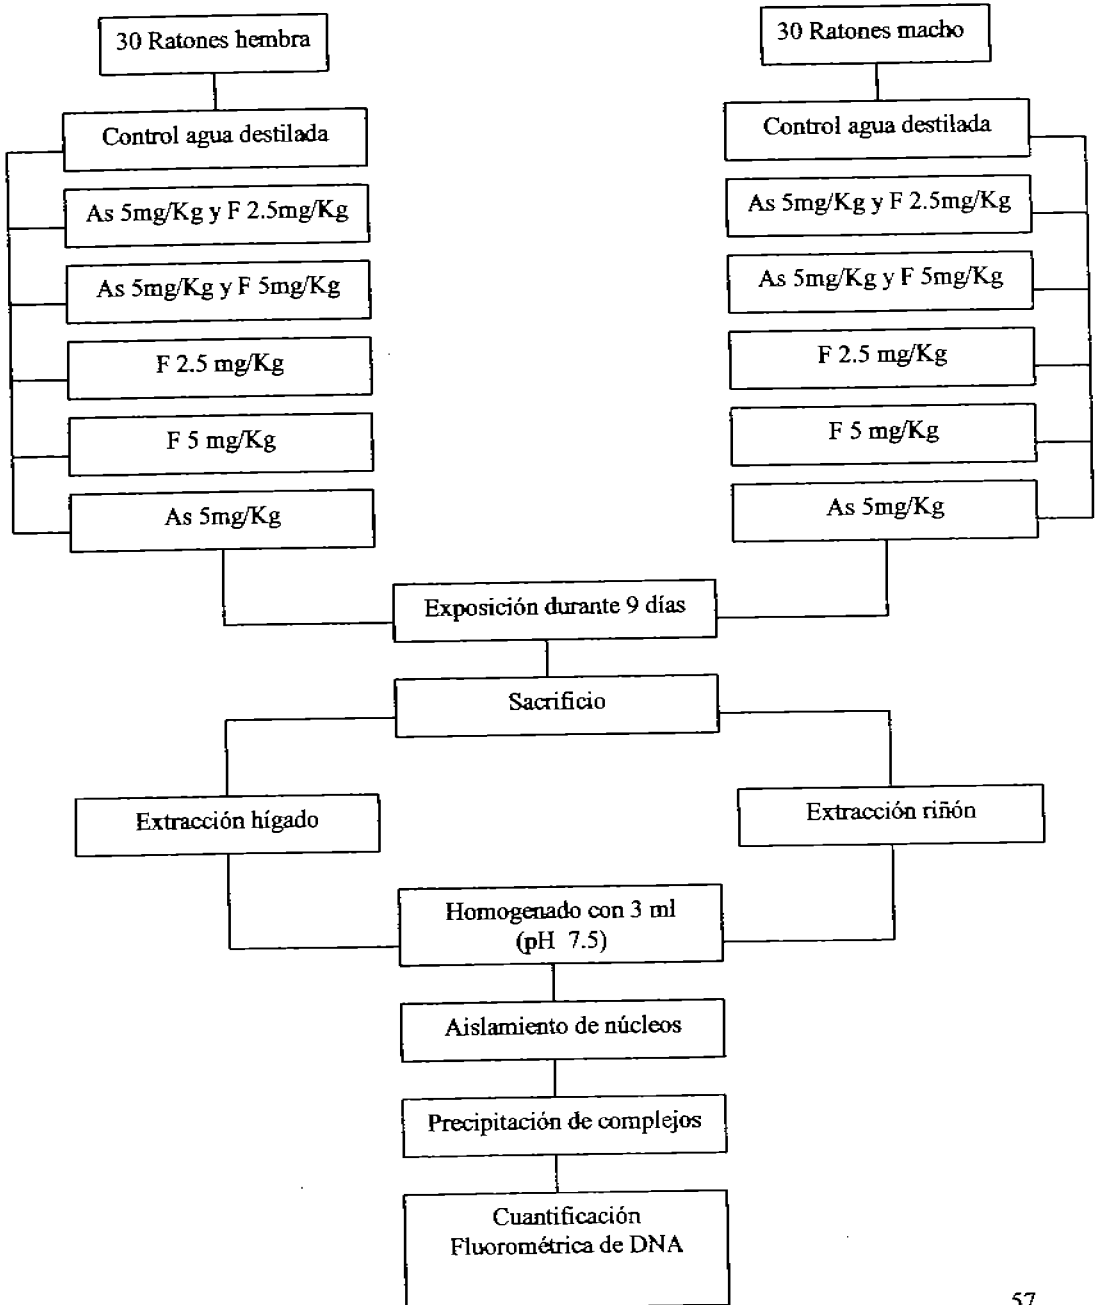 30 Ratones hembra
Control agua destilada
As 5mg/Kg y F 2.5mg/Kg
As 5mg/Kg y F 5mg/Kg
F 2.5 mg/Kg
F 5 mg/Kg
As 5mg/Kg
30 Ratones macho
Control agua destilada
As 5mg/Kg y F 2.5mg/Kg
As 5mg/Kg y F 5mg/Kg
F 2.5 mg/Kg
F 5 mg/Kg
As 5mg/Kg
Exposición durante 9 días
Sacrificio
Extracción hígado
Extracción riñón
Homogenado con 3 ml
(pH 7.5)
Aislamiento de núcleos
Precipitación de complejos
Cuantificación
Fluorométrica de DNA
57